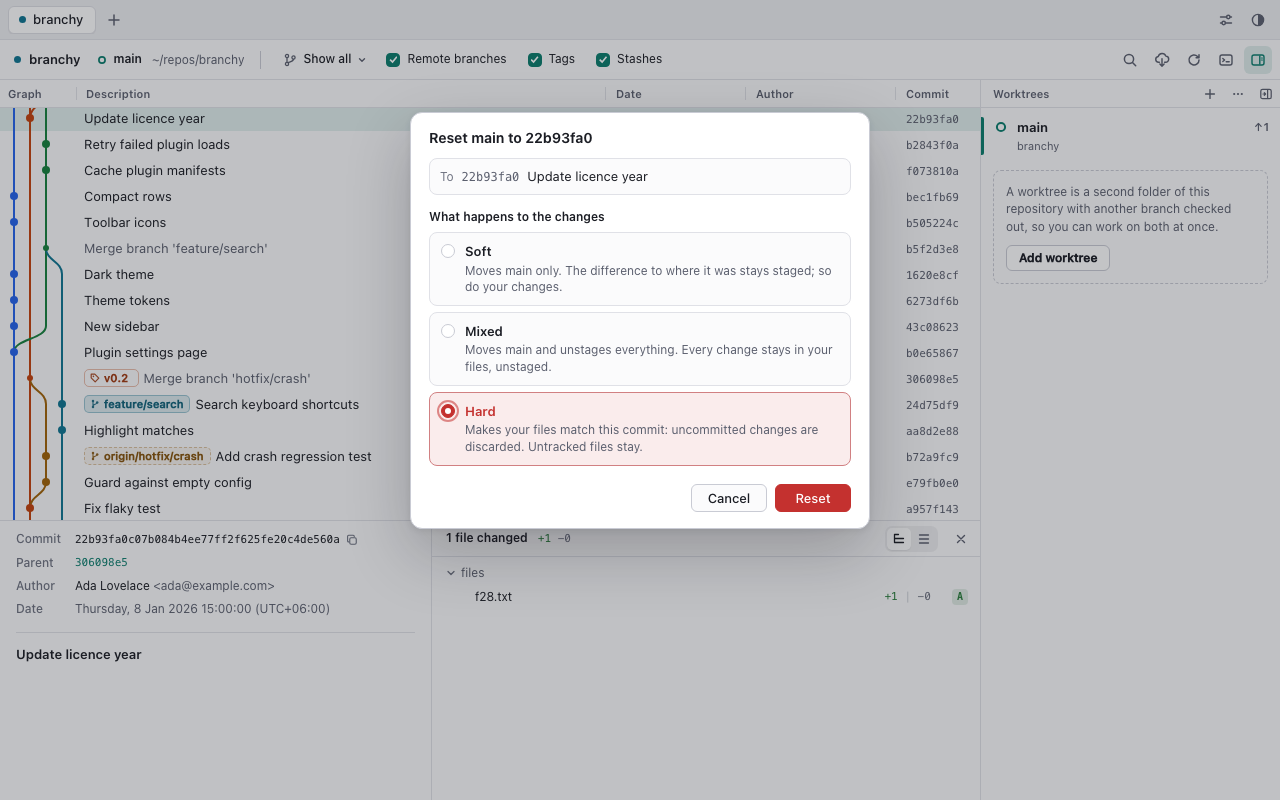 branchy
branchy main ~/repos/branchy Show all Remote branches Tags Stashes
Graph Description Date Author Commit
Update licence year 22b93fa0
Retry failed plugin loads b2843f0a
Cache plugin manifests f073810a
Compact rows bec1fb69
Toolbar icons b505224c
Merge branch 'feature/search' b5f2d3e8
Dark theme 1620e8cf
Theme tokens 6273df6b
New sidebar 43c08623
Plugin settings page b0e65867
v0.2 Merge branch 'hotfix/crash' 306098e5
feature/search Search keyboard shortcuts 24d75df9
Highlight matches aa8d2e88
origin/hotfix/crash Add crash regression test b72a9fc9
Guard against empty config e79fb0e0
Fix flaky test a957f143
Reset main to 22b93fa0
To 22b93fa0 Update licence year
What happens to the changes
Soft
Moves main only. The difference to where it was stays staged; so
do your changes.
Mixed
Moves main and unstages everything. Every change stays in your
files, unstaged.
Hard
Makes your files match this commit: uncommitted changes are
discarded. Untracked files stay.
Cancel Reset
Worktrees
main ↑1
branchy
A worktree is a second folder of this
repository with another branch checked
out, so you can work on both at once.
Add worktree
Commit 22b93fa0c07b084b4ee77ff2f625fe20c4de560a
Parent 306098e5
Author Ada Lovelace <ada@example.com>
Date Thursday, 8 Jan 2026 15:00:00 (UTC+06:00)
Update licence year
1 file changed +1 −0
files
f28.txt +1 −0 A